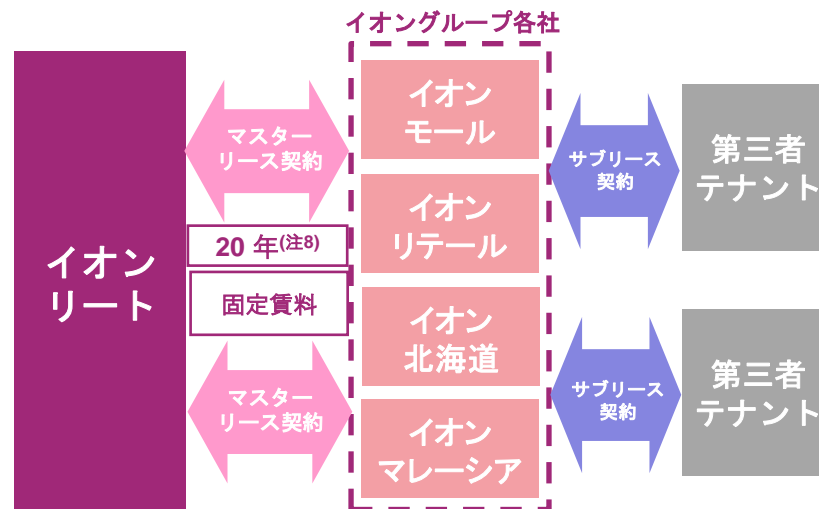 イオングループ各社
イオン
リート
マスター
リース契約
20 年(注8)
固定賃料
マスター
リース契約
イオン
モール
イオン
リテール
イオン
北海道
イオン
マレーシア
サブリース
契約
サブリース
契約
第三者
テナント
第三者
テナント